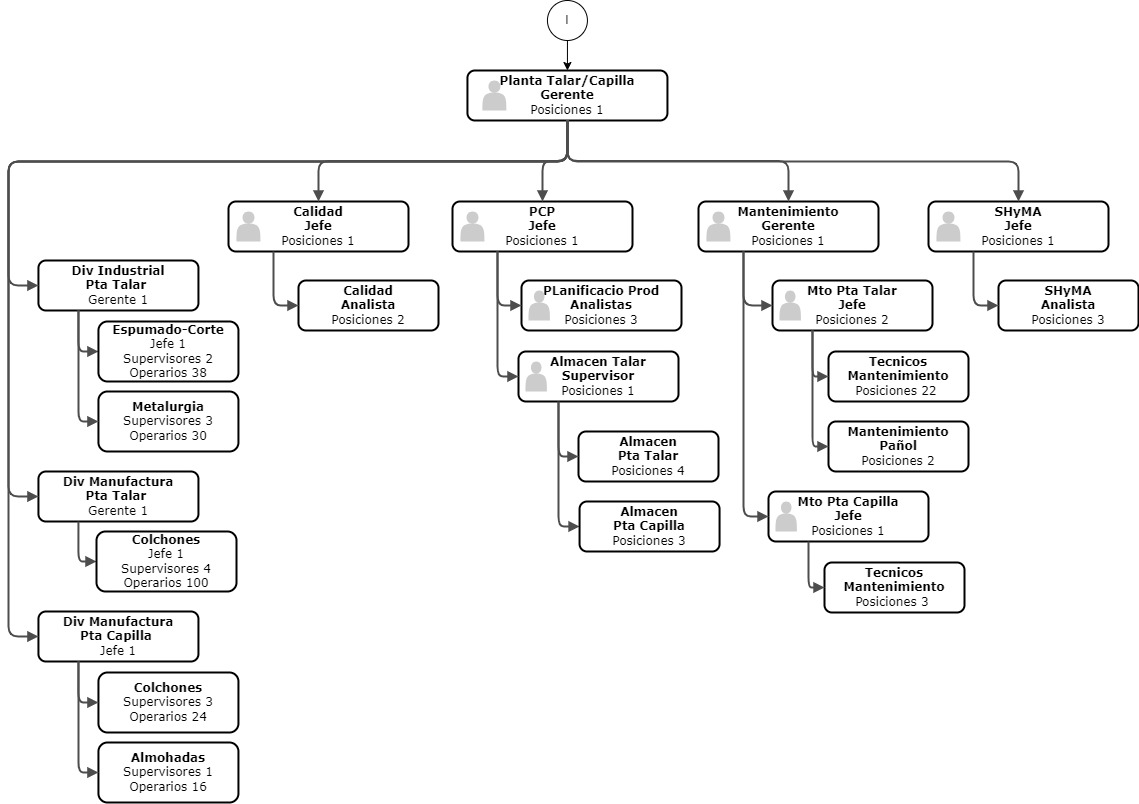 I
Planta Talar/Capilla
Gerente
Posiciones 1
Calidad
Jefe
Posiciones 1
PCP
Jefe
Posiciones 1
Mantenimiento
Gerente
Posiciones 1
SHyMA
Jefe
Posiciones 1
Div Industrial
Pta Talar
Gerente 1
Espumado-Corte
Jefe 1
Supervisores 2
Operarios 38
Metalurgia
Supervisores 3
Operarios 30
Div Manufactura
Pta Talar
Gerente 1
Colchones
Jefe 1
Supervisores 4
Operarios 100
Div Manufactura
Pta Capilla
Jefe 1
Colchones
Supervisores 3
Operarios 24
Almohadas
Supervisores 1
Operarios 16
Calidad
Analista
Posiciones 2
PLanificacio Prod
Analistas
Posiciones 3
Almacen Talar
Supervisor
Posiciones 1
Almacen
Pta Talar
Posiciones 4
Almacen
Pta Capilla
Posiciones 3
Mto Pta Talar
Jefe
Posiciones 2
Tecnicos
Mantenimiento
Posiciones 22
Mantenimiento
Pañol
Posiciones 2
Mto Pta Capilla
Jefe
Posiciones 1
Tecnicos
Mantenimiento
Posiciones 3
SHyMA
Analista
Posiciones 3